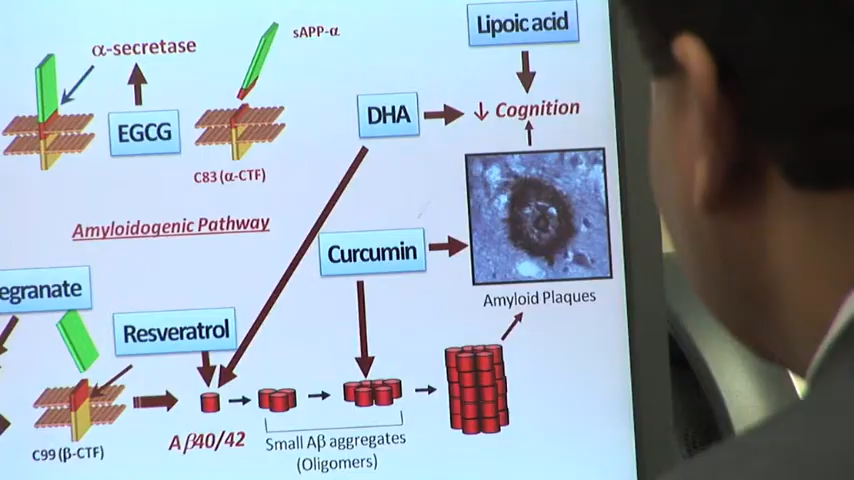 Lipoic acid
α-secretase
sAPP-α
DHA
↓ Cognition
EGCG
C83 (α-CTF)
Amyloidogenic Pathway
Curcumin
egranate
Amyloid Plaques
Resveratrol
Aβ40/42
Small Aβ aggregates
(Oligomers)
C99 (β-CTF)